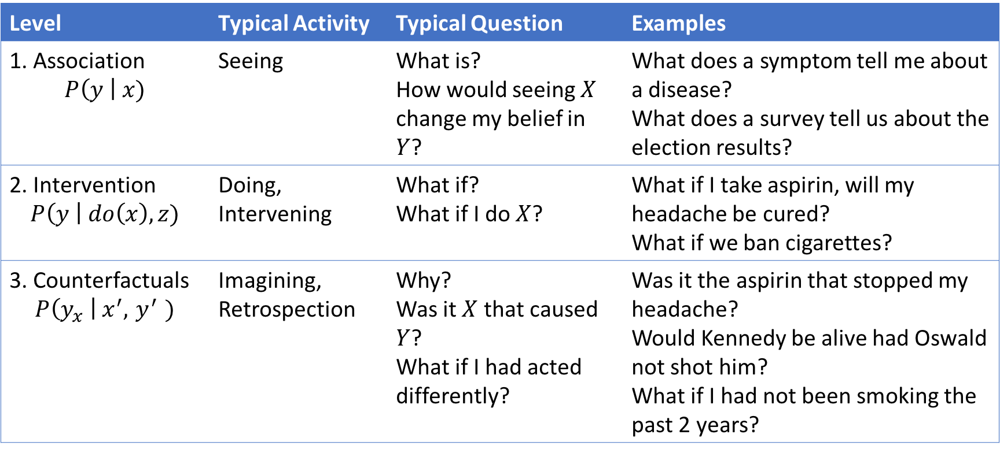 Level Typical Activity Typical Question Examples
1. Association Seeing What is? What does a symptom tell me about
P(y | x) How would seeing X a disease?
change my belief in What does a survey tell us about the
Y? election results?
2. Intervention Doing, What if? What if I take aspirin, will my
P(y | do(x), z) Intervening What if I do X? headache be cured?
What if we ban cigarettes?
3. Counterfactuals Imagining, Why? Was it the aspirin that stopped my
P(yₓ | x′, y′ ) Retrospection Was it X that caused headache?
Y? Would Kennedy be alive had Oswald
What if I had acted not shot him?
differently? What if I had not been smoking the
past 2 years?